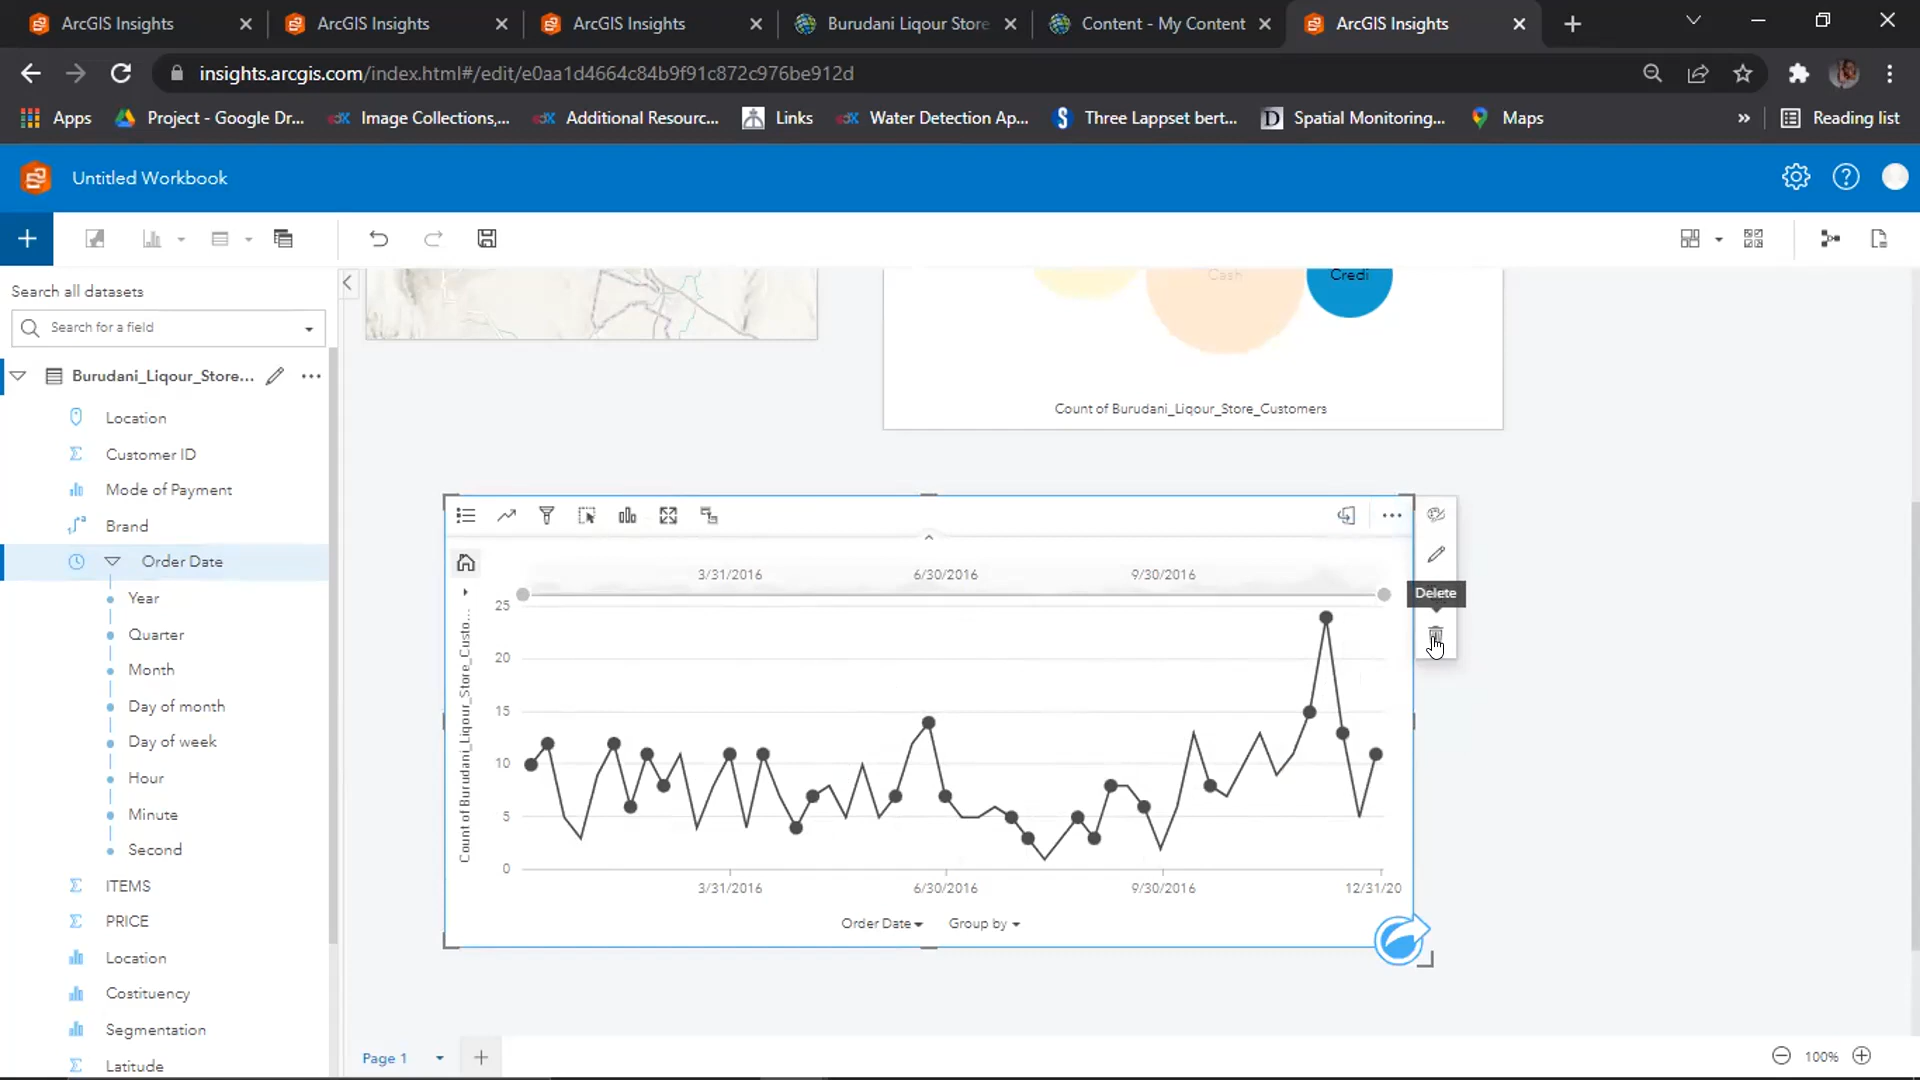 ArcGIS Insights
ArcGIS Insights
ArcGIS Insights
Burudani Liqour Store
Content - My Content
ArcGIS Insights
insights.arcgis.com/index.html#/edit/e0aa1d4664c84b9f91c872c976be912d
Apps
Project - Google Dr...
Image Collections,...
Additional Resourc...
Links
Water Detection Ap...
Three Lappset bert...
Spatial Monitoring...
Maps
»
Reading list
Untitled Workbook
Search all datasets
Search for a field
Burudani_Liqour_Store...
Location
Customer ID
Mode of Payment
Brand
Order Date
Year
Quarter
Month
Day of month
Day of week
Hour
Minute
Second
ITEMS
PRICE
Location
Costituency
Segmentation
Latitude
Cash
Credi
Count of Burudani_Liqour_Store_Customers
Delete
3/31/2016
6/30/2016
9/30/2016
25
20
15
10
5
0
Count of Burudani_Liqour_Store_Custo...
3/31/2016
6/30/2016
9/30/2016
12/31/20
Order Date
Group by
Page 1
100%